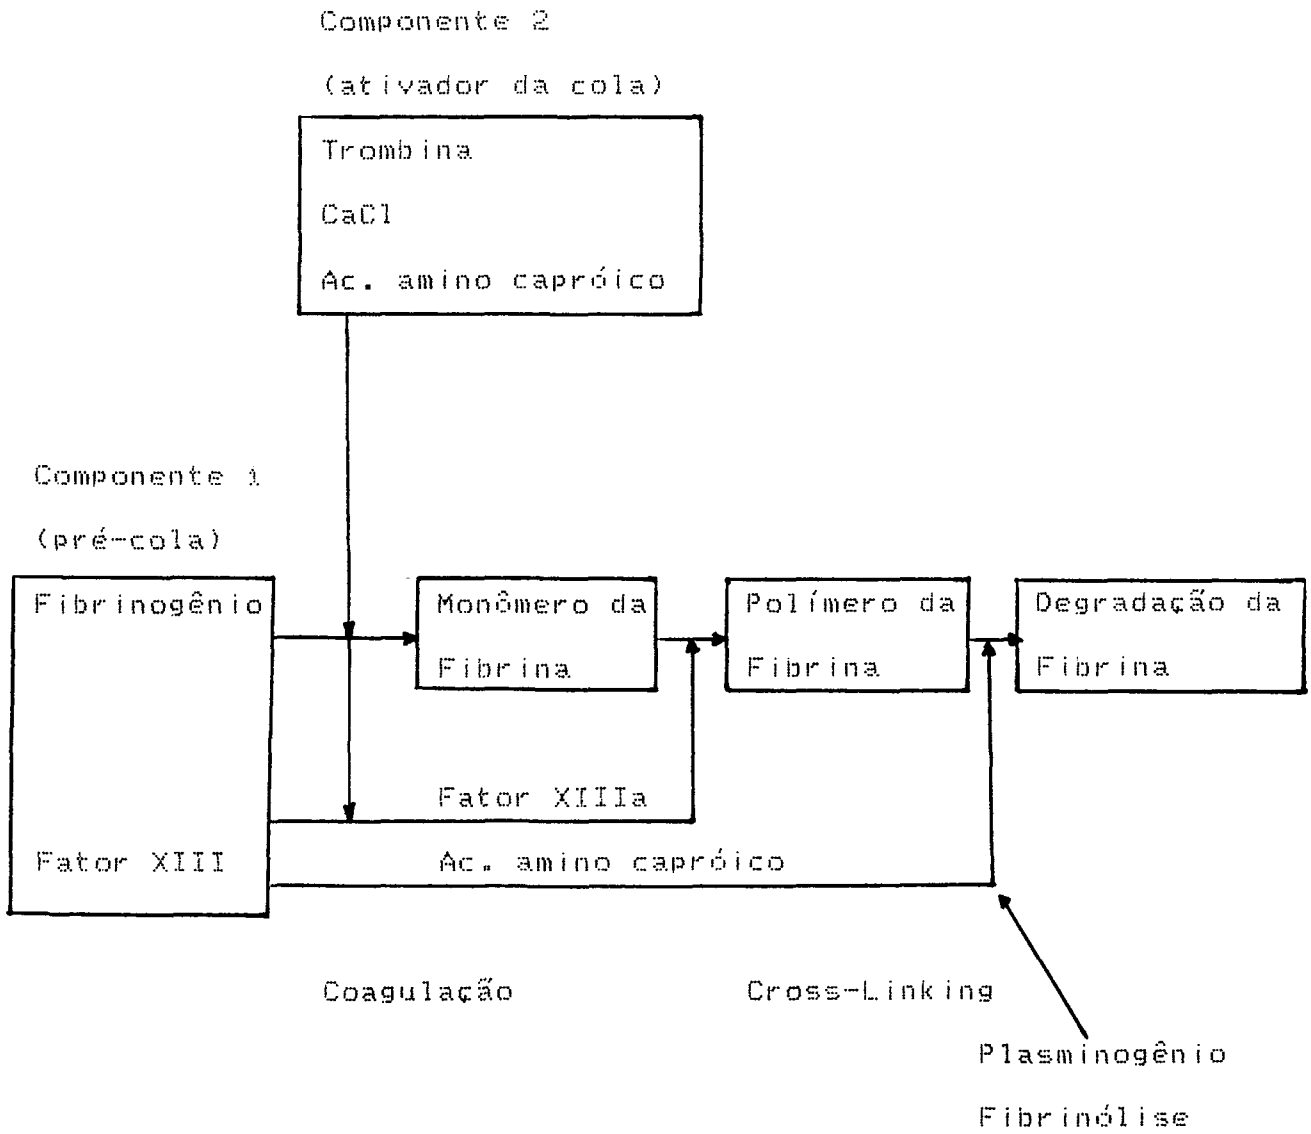 Componente 2
(ativador da cola)
Trombina
CaCl
Ac. amino capróico
Componente 1
(pré-cola)
Fibrinogênio
Monômero da
Fibrina
Polímero da
Fibrina
Degradação da
Fibrina
Fator XIIIa
Fator XIII
Ac. amino capróico
Coagulação
Cross-Linking
Plasminogênio
Fibrinólise